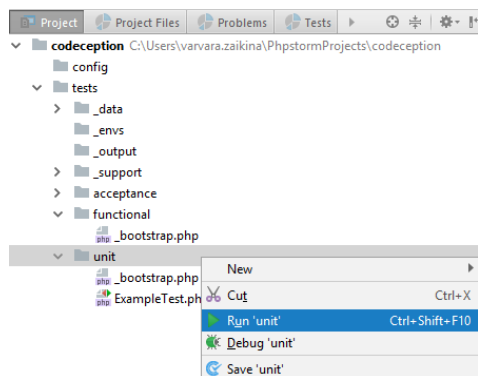 Project Project Files Problems Tests
codeception C:\Users\varvara.zaikina\PhpstormProjects\codeception
config
tests
_data
_envs
_output
_support
acceptance
functional
php _bootstrap.php
unit
php _bootstrap.php
php ExampleTest.ph
New
Cut Ctrl+X
Run 'unit' Ctrl+Shift+F10
Debug 'unit'
Save 'unit'